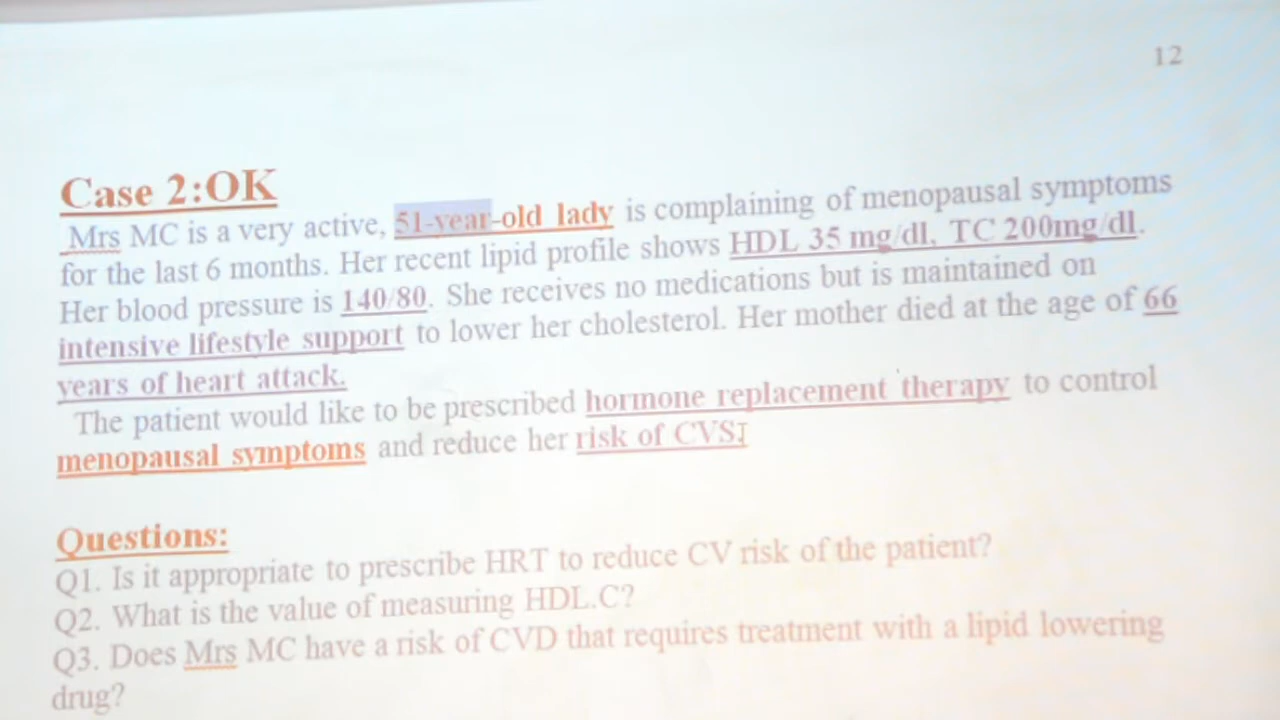 12
Case 2:OK
Mrs MC is a very active, 51-year-old lady is complaining of menopausal symptoms
for the last 6 months. Her recent lipid profile shows HDL 35 mg/dl, TC 200mg/dl.
Her blood pressure is 140/80. She receives no medications but is maintained on
intensive lifestyle support to lower her cholesterol. Her mother died at the age of 66
years of heart attack.
The patient would like to be prescribed hormone replacement therapy to control
menopausal symptoms and reduce her risk of CVS.
Questions:
Q1. Is it appropriate to prescribe HRT to reduce CV risk of the patient?
Q2. What is the value of measuring HDL.C?
Q3. Does Mrs MC have a risk of CVD that requires treatment with a lipid lowering
drug?